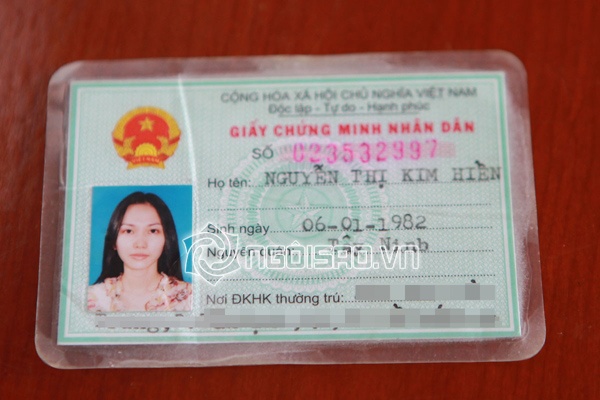 CỘNG HÒA XÃ HỘI CHỦ NGHĨA VIỆT NAM
Độc lập - Tự do - Hạnh phúc
GIẤY CHỨNG MINH NHÂN DÂN
SỐ 023532997
Họ tên: NGUYỄN THỊ KIM HIỀN
Sinh ngày 06-01-1982
Nguyên quán: Tây Ninh
NGOISAO.VN
Nơi ĐKHK thường trú: